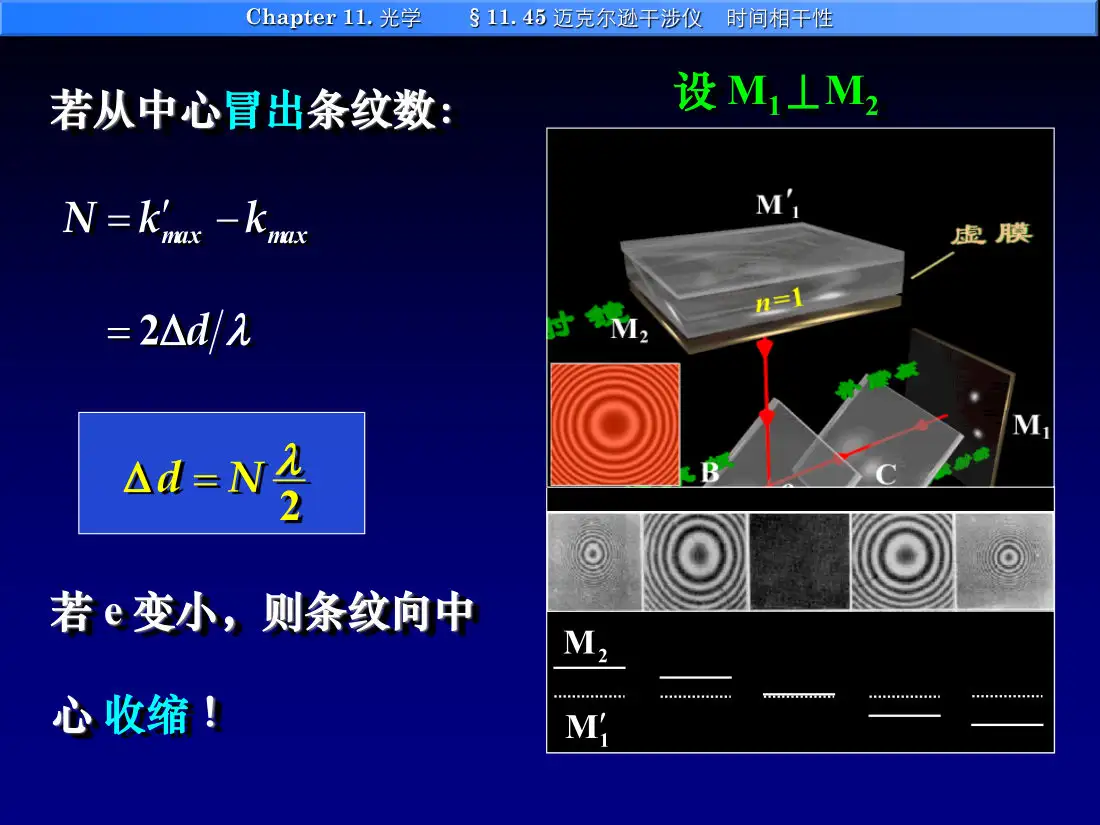 Chapter 11. 光学 § 11. 45 迈克尔逊干涉仪 时间相干性
若从中心冒出条纹数:
N = k′max − kmax
= 2Δd/λ
Δd = N λ/2
若 e 变小，则条纹向中
心 收缩！
设 M1⊥M2
M′1
虚膜
n=1
M2
M1
B
C
M2
M′1